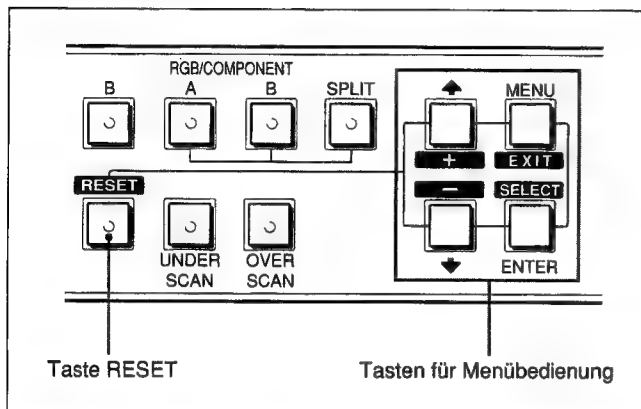 RGB/COMPONENT
B A B SPLIT MENU
+ EXIT
RESET - SELECT
UNDER SCAN OVER SCAN ENTER
Taste RESET Tasten für Menübedienung